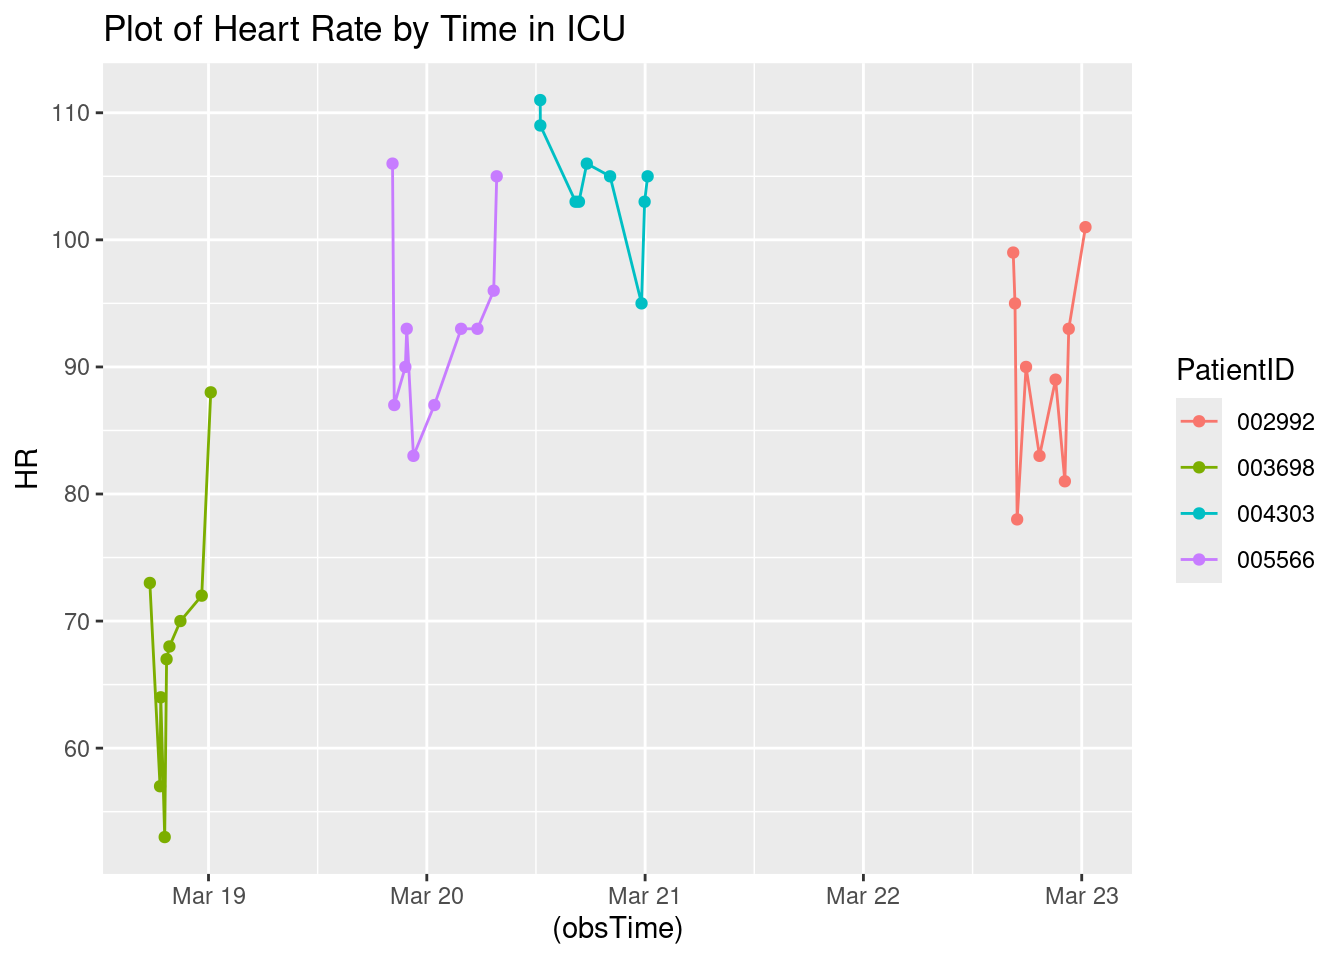 Plot of Heart Rate by Time in ICU
110
100
90
80
70
60
HR
Mar 19 Mar 20 Mar 21 Mar 22 Mar 23
(obsTime)
PatientID
002992
003698
004303
005566